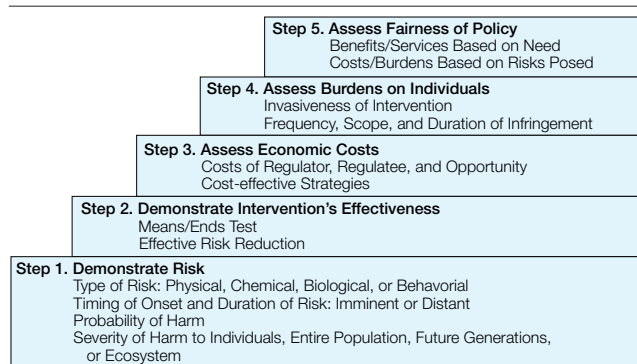 Step 5. Assess Fairness of Policy
Benefits/Services Based on Need
Costs/Burdens Based on Risks Posed
Step 4. Assess Burdens on Individuals
Invasiveness of Intervention
Frequency, Scope, and Duration of Infringement
Step 3. Assess Economic Costs
Costs of Regulator, Regulatee, and Opportunity
Cost-effective Strategies
Step 2. Demonstrate Intervention's Effectiveness
Means/Ends Test
Effective Risk Reduction
Step 1. Demonstrate Risk
Type of Risk: Physical, Chemical, Biological, or Behavorial
Timing of Onset and Duration of Risk: Imminent or Distant
Probability of Harm
Severity of Harm to Individuals, Entire Population, Future Generations,
or Ecosystem